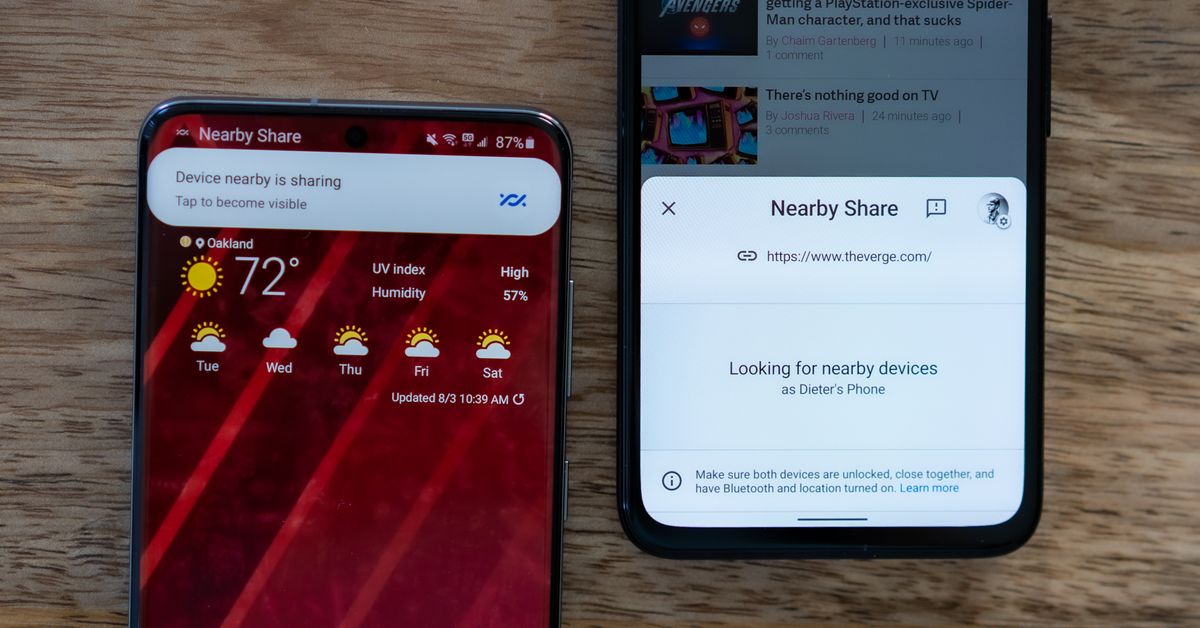 Nearby Share
5G
87%
Device nearby is sharing
Tap to become visible
Oakland
72°
UV index High
Humidity 57%
Tue Wed Thu Fri Sat
Updated 8/3 10:39 AM
AVENGERS
getting a PlayStation-exclusive Spider-
Man character, and that sucks
By Chaim Gartenberg | 11 minutes ago |
1 comment
There's nothing good on TV
By Joshua Rivera | 24 minutes ago |
3 comments
Nearby Share
https://www.theverge.com/
Looking for nearby devices
as Dieter's Phone
Make sure both devices are unlocked, close together, and
have Bluetooth and location turned on. Learn more